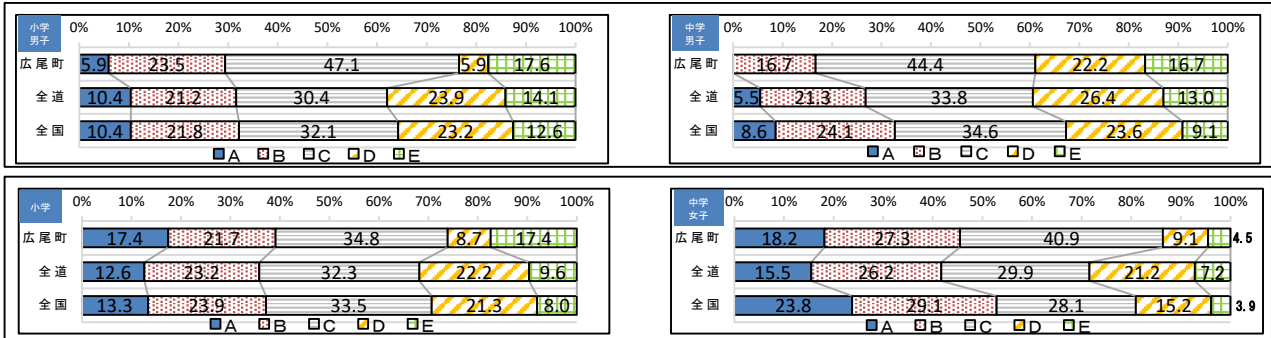 小学
男子
0% 10% 20% 30% 40% 50% 60% 70% 80% 90% 100%
広尾町 5.9 23.5 47.1 5.9 17.6
全道 10.4 21.2 30.4 23.9 14.1
全国 10.4 21.8 32.1 23.2 12.6
A B C D E
中学
男子
0% 10% 20% 30% 40% 50% 60% 70% 80% 90% 100%
広尾町 16.7 44.4 22.2 16.7
全道 5.5 21.3 33.8 26.4 13.0
全国 8.6 24.1 34.6 23.6 9.1
A B C D E
小学
0% 10% 20% 30% 40% 50% 60% 70% 80% 90% 100%
広尾町 17.4 21.7 34.8 8.7 17.4
全道 12.6 23.2 32.3 22.2 9.6
全国 13.3 23.9 33.5 21.3 8.0
A B C D E
中学
女子
0% 10% 20% 30% 40% 50% 60% 70% 80% 90% 100%
広尾町 18.2 27.3 40.9 9.1 4.5
全道 15.5 26.2 29.9 21.2 7.2
全国 23.8 29.1 28.1 15.2 3.9
A B C D E